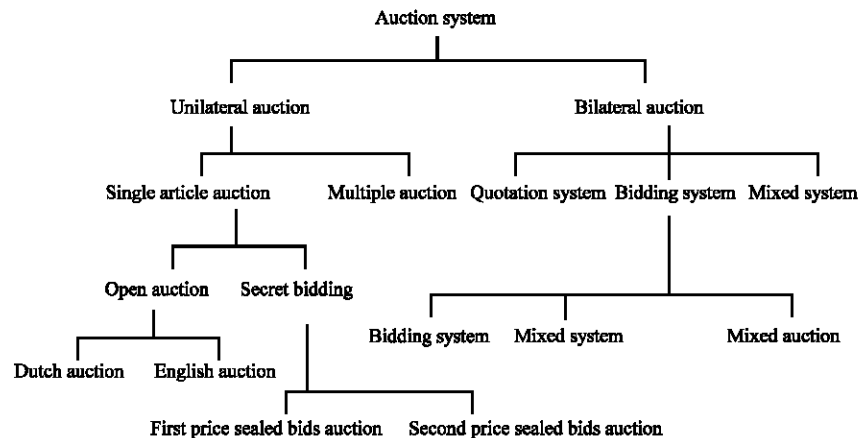 Auction system
Unilateral auction
Bilateral auction
Single article auction
Multiple auction
Quotation system
Bidding system
Mixed system
Open auction
Secret bidding
Bidding system
Mixed system
Mixed auction
Dutch auction
English auction
First price sealed bids auction
Second price sealed bids auction